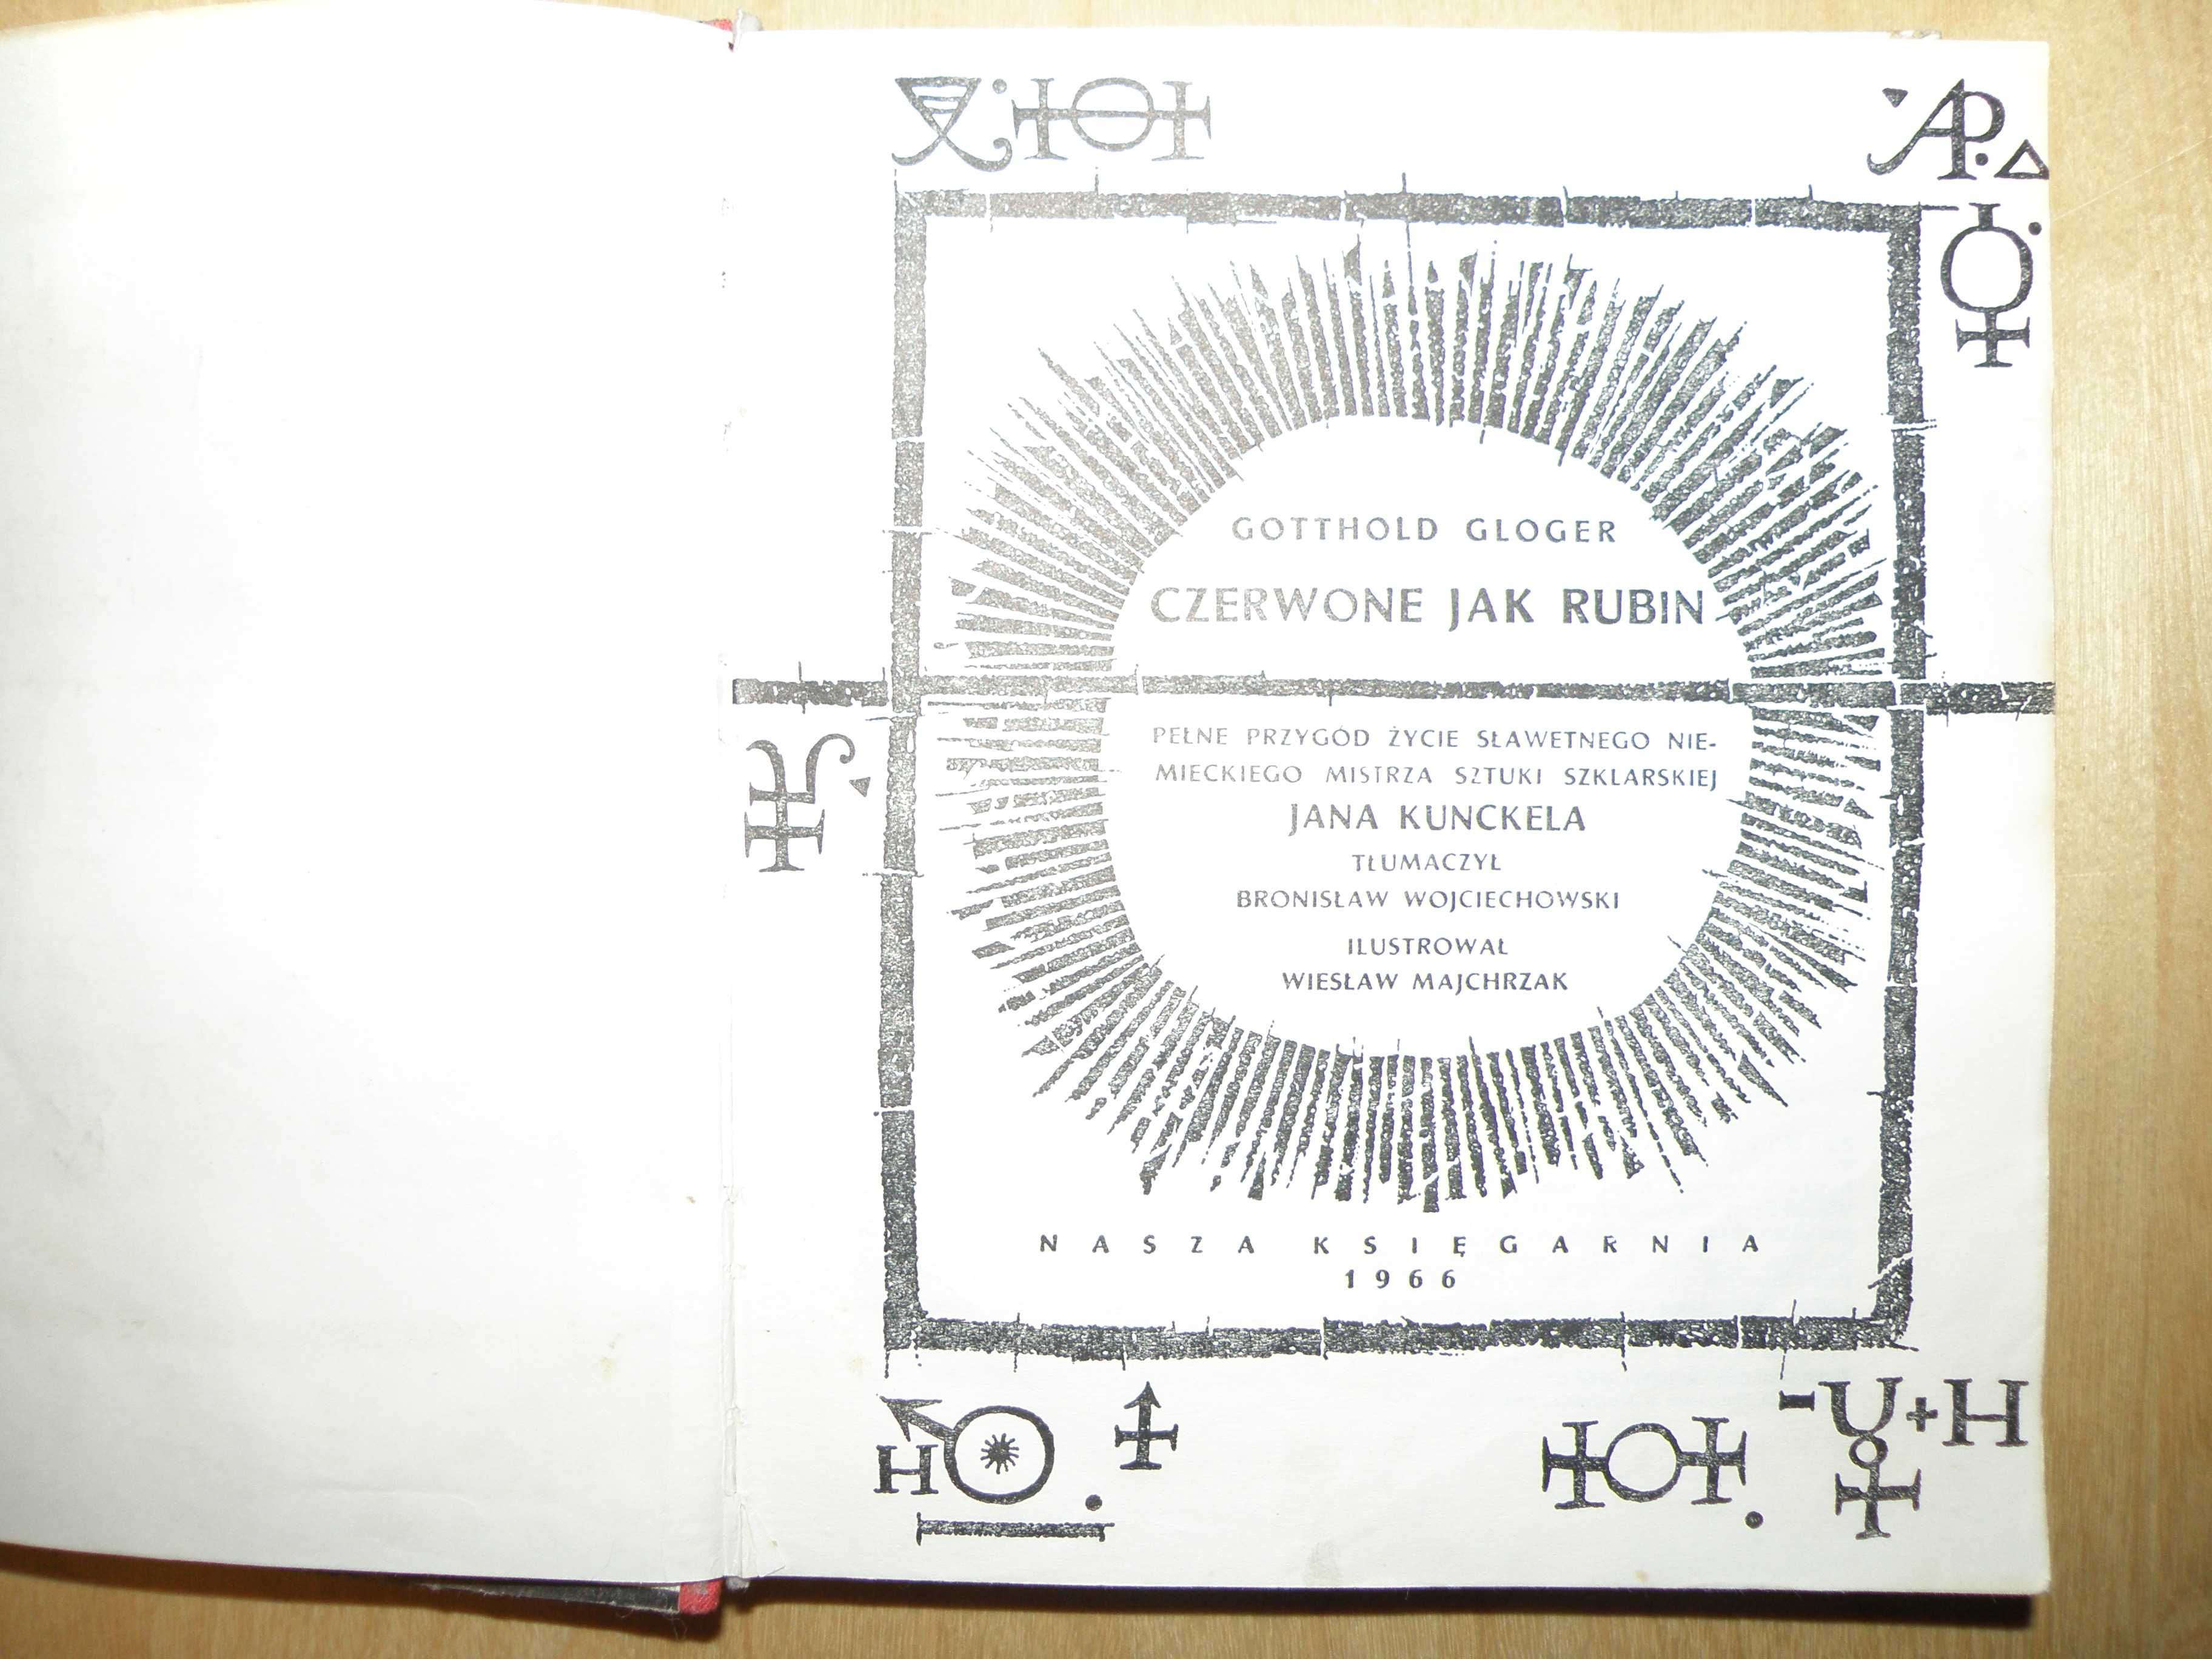 GOTTHOLD GLOGER
CZERWONE JAK RUBIN
PEŁNE PRZYGÓD ŻYCIE SŁAWETNEGO NIE-
MIECKIEGO MISTRZA SZTUKI SZKLARSKIEJ
JANA KUNCKELA
TŁUMACZYŁ
BRONISŁAW WOJCIECHOWSKI
ILUSTROWAŁ
WIESŁAW MAJCHRZAK
NASZA KSIĘGARNIA
1966